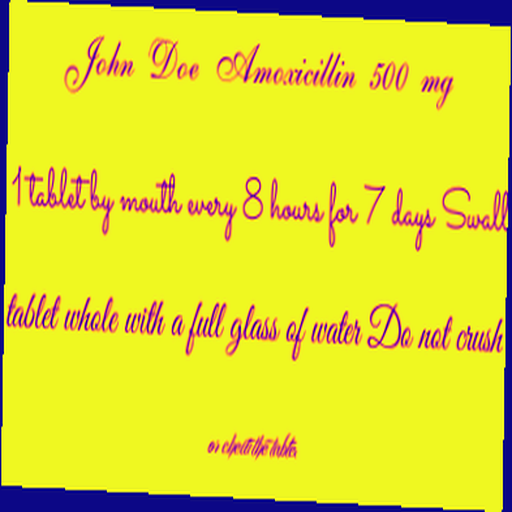 John Doe Amoxicillin 500 mg
1 tablet by mouth every 8 hours for 7 days Swall
tablet whole with a full glass of water Do not crush
or the tablet